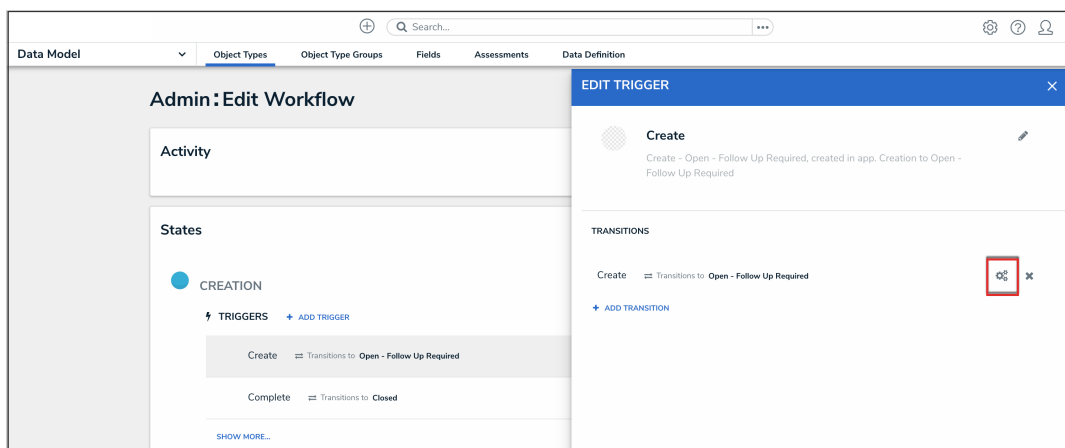 Search...
Data Model
Object Types Object Type Groups Fields Assessments Data Definition
Admin:Edit Workflow
Activity
States
CREATION
TRIGGERS + ADD TRIGGER
Create Transitions to Open - Follow Up Required
Complete Transitions to Closed
SHOW MORE...
EDIT TRIGGER
Create
Create - Open - Follow Up Required, created in app. Creation to Open -
Follow Up Required
TRANSITIONS
Create Transitions to Open - Follow Up Required
+ ADD TRANSITION